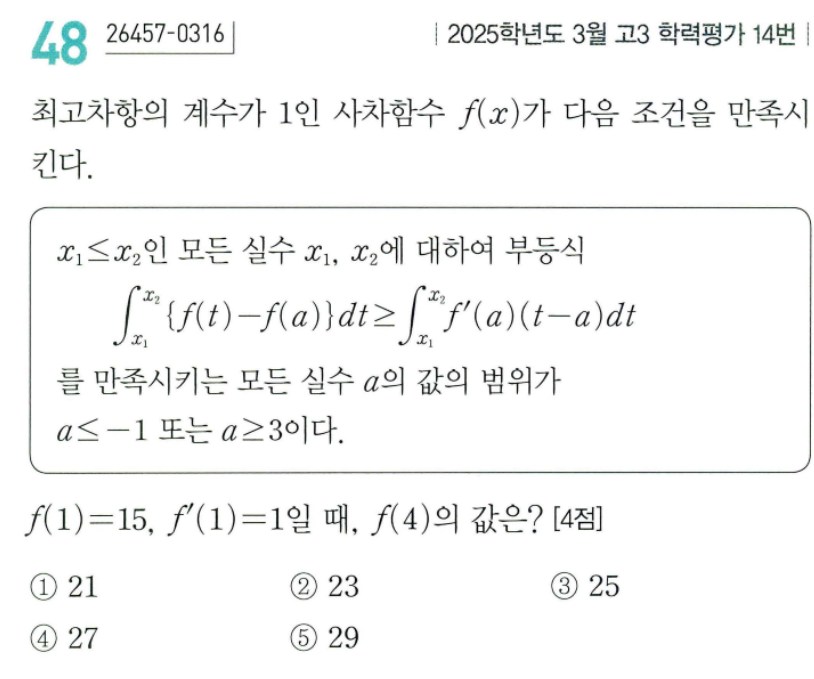 48 26457-0316 | 2025학년도 3월 고3 학력평가 14번 |
최고차항의 계수가 1인 사차함수 f(x)가 다음 조건을 만족시
킨다.
x₁≤x₂인 모든 실수 x₁, x₂에 대하여 부등식
∫_{x₁}^{x₂} {f(t)−f(a)}dt≥∫_{x₁}^{x₂} f′(a)(t−a)dt
를 만족시키는 모든 실수 a의 값의 범위가
a≤−1 또는 a≥3이다.
f(1)=15, f′(1)=1일 때, f(4)의 값은? [4점]
① 21 ② 23 ③ 25
④ 27 ⑤ 29